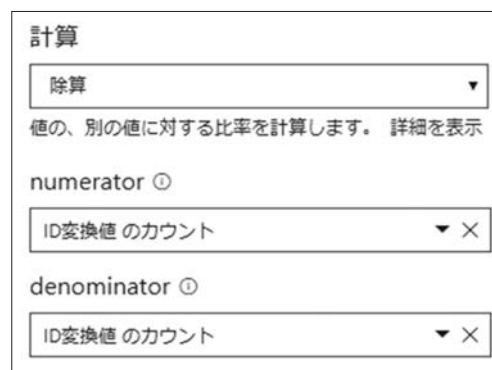 計算
除算
値の、別の値に対する比率を計算します。 詳細を表示
numerator
ID変換値 のカウント
denominator
ID変換値 のカウント